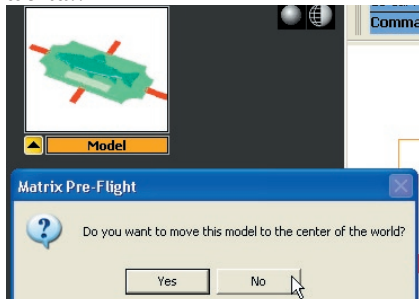 Comma
Model
Matrix Pre-Flight
Do you want to move this model to the center of the world?
Yes
No